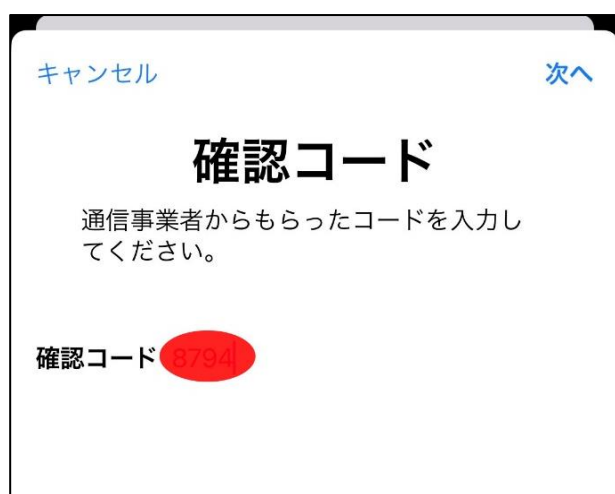 キャンセル 次へ
確認コード
通信事業者からもらったコードを入力し
てください。
確認コード 8794